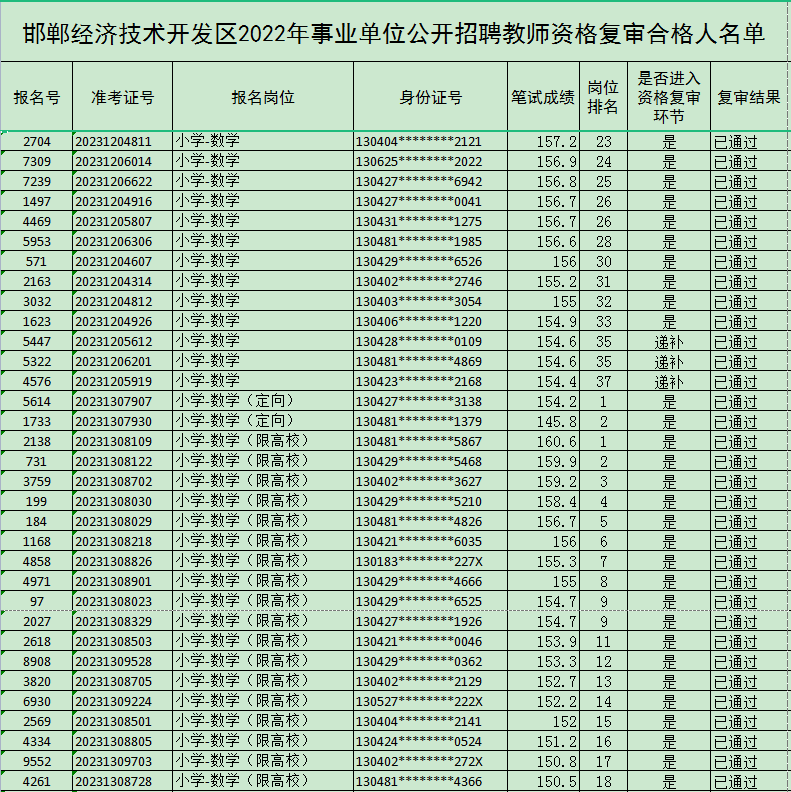 邯郸经济技术开发区2022年事业单位公开招聘教师资格复审合格人名单
报名号 准考证号 报名岗位 身份证号 笔试成绩 岗位排名 是否进入资格复审环节 复审结果
2704 20231204811 小学-数学 130404********2121 157.2 23 是 已通过
7309 20231206014 小学-数学 130625********2022 156.9 24 是 已通过
7239 20231206622 小学-数学 130427********6942 156.8 25 是 已通过
1497 20231204916 小学-数学 130427********0041 156.7 26 是 已通过
4469 20231205807 小学-数学 130431********1275 156.7 26 是 已通过
5953 20231206306 小学-数学 130481********1985 156.6 28 是 已通过
571 20231204607 小学-数学 130429********6526 156 30 是 已通过
2163 20231204314 小学-数学 130402********2746 155.2 31 是 已通过
3032 20231204812 小学-数学 130403********3054 155 32 是 已通过
1623 20231204926 小学-数学 130406********1220 154.9 33 是 已通过
5447 20231205612 小学-数学 130428********0109 154.6 35 递补 已通过
5322 20231206201 小学-数学 130481********4869 154.6 35 递补 已通过
4576 20231205919 小学-数学 130423********2168 154.4 37 递补 已通过
5614 20231307907 小学-数学（定向） 130427********3138 154.2 1 是 已通过
1733 20231307930 小学-数学（定向） 130481********1379 145.8 2 是 已通过
2138 20231308109 小学-数学（限高校） 130481********5867 160.6 1 是 已通过
731 20231308122 小学-数学（限高校） 130429********5468 159.9 2 是 已通过
3759 20231308702 小学-数学（限高校） 130402********3627 159.2 3 是 已通过
199 20231308030 小学-数学（限高校） 130429********5210 158.4 4 是 已通过
184 20231308029 小学-数学（限高校） 130481********4826 156.7 5 是 已通过
1168 20231308218 小学-数学（限高校） 130421********6035 156 6 是 已通过
4858 20231308826 小学-数学（限高校） 130183********227X 155.3 7 是 已通过
4971 20231308901 小学-数学（限高校） 130429********4666 155 8 是 已通过
97 20231308023 小学-数学（限高校） 130429********6525 154.7 9 是 已通过
2027 20231308329 小学-数学（限高校） 130427********1926 154.7 9 是 已通过
2618 20231308503 小学-数学（限高校） 130421********0046 153.9 11 是 已通过
8908 20231309528 小学-数学（限高校） 130429********0362 153.3 12 是 已通过
3820 20231308705 小学-数学（限高校） 130402********2129 152.7 13 是 已通过
6930 20231309224 小学-数学（限高校） 130527********222X 152.2 14 是 已通过
2569 20231308501 小学-数学（限高校） 130404********2141 152 15 是 已通过
4334 20231308805 小学-数学（限高校） 130424********0524 151.2 16 是 已通过
9552 20231309703 小学-数学（限高校） 130402********272X 150.8 17 是 已通过
4261 20231308728 小学-数学（限高校） 130481********4366 150.5 18 是 已通过